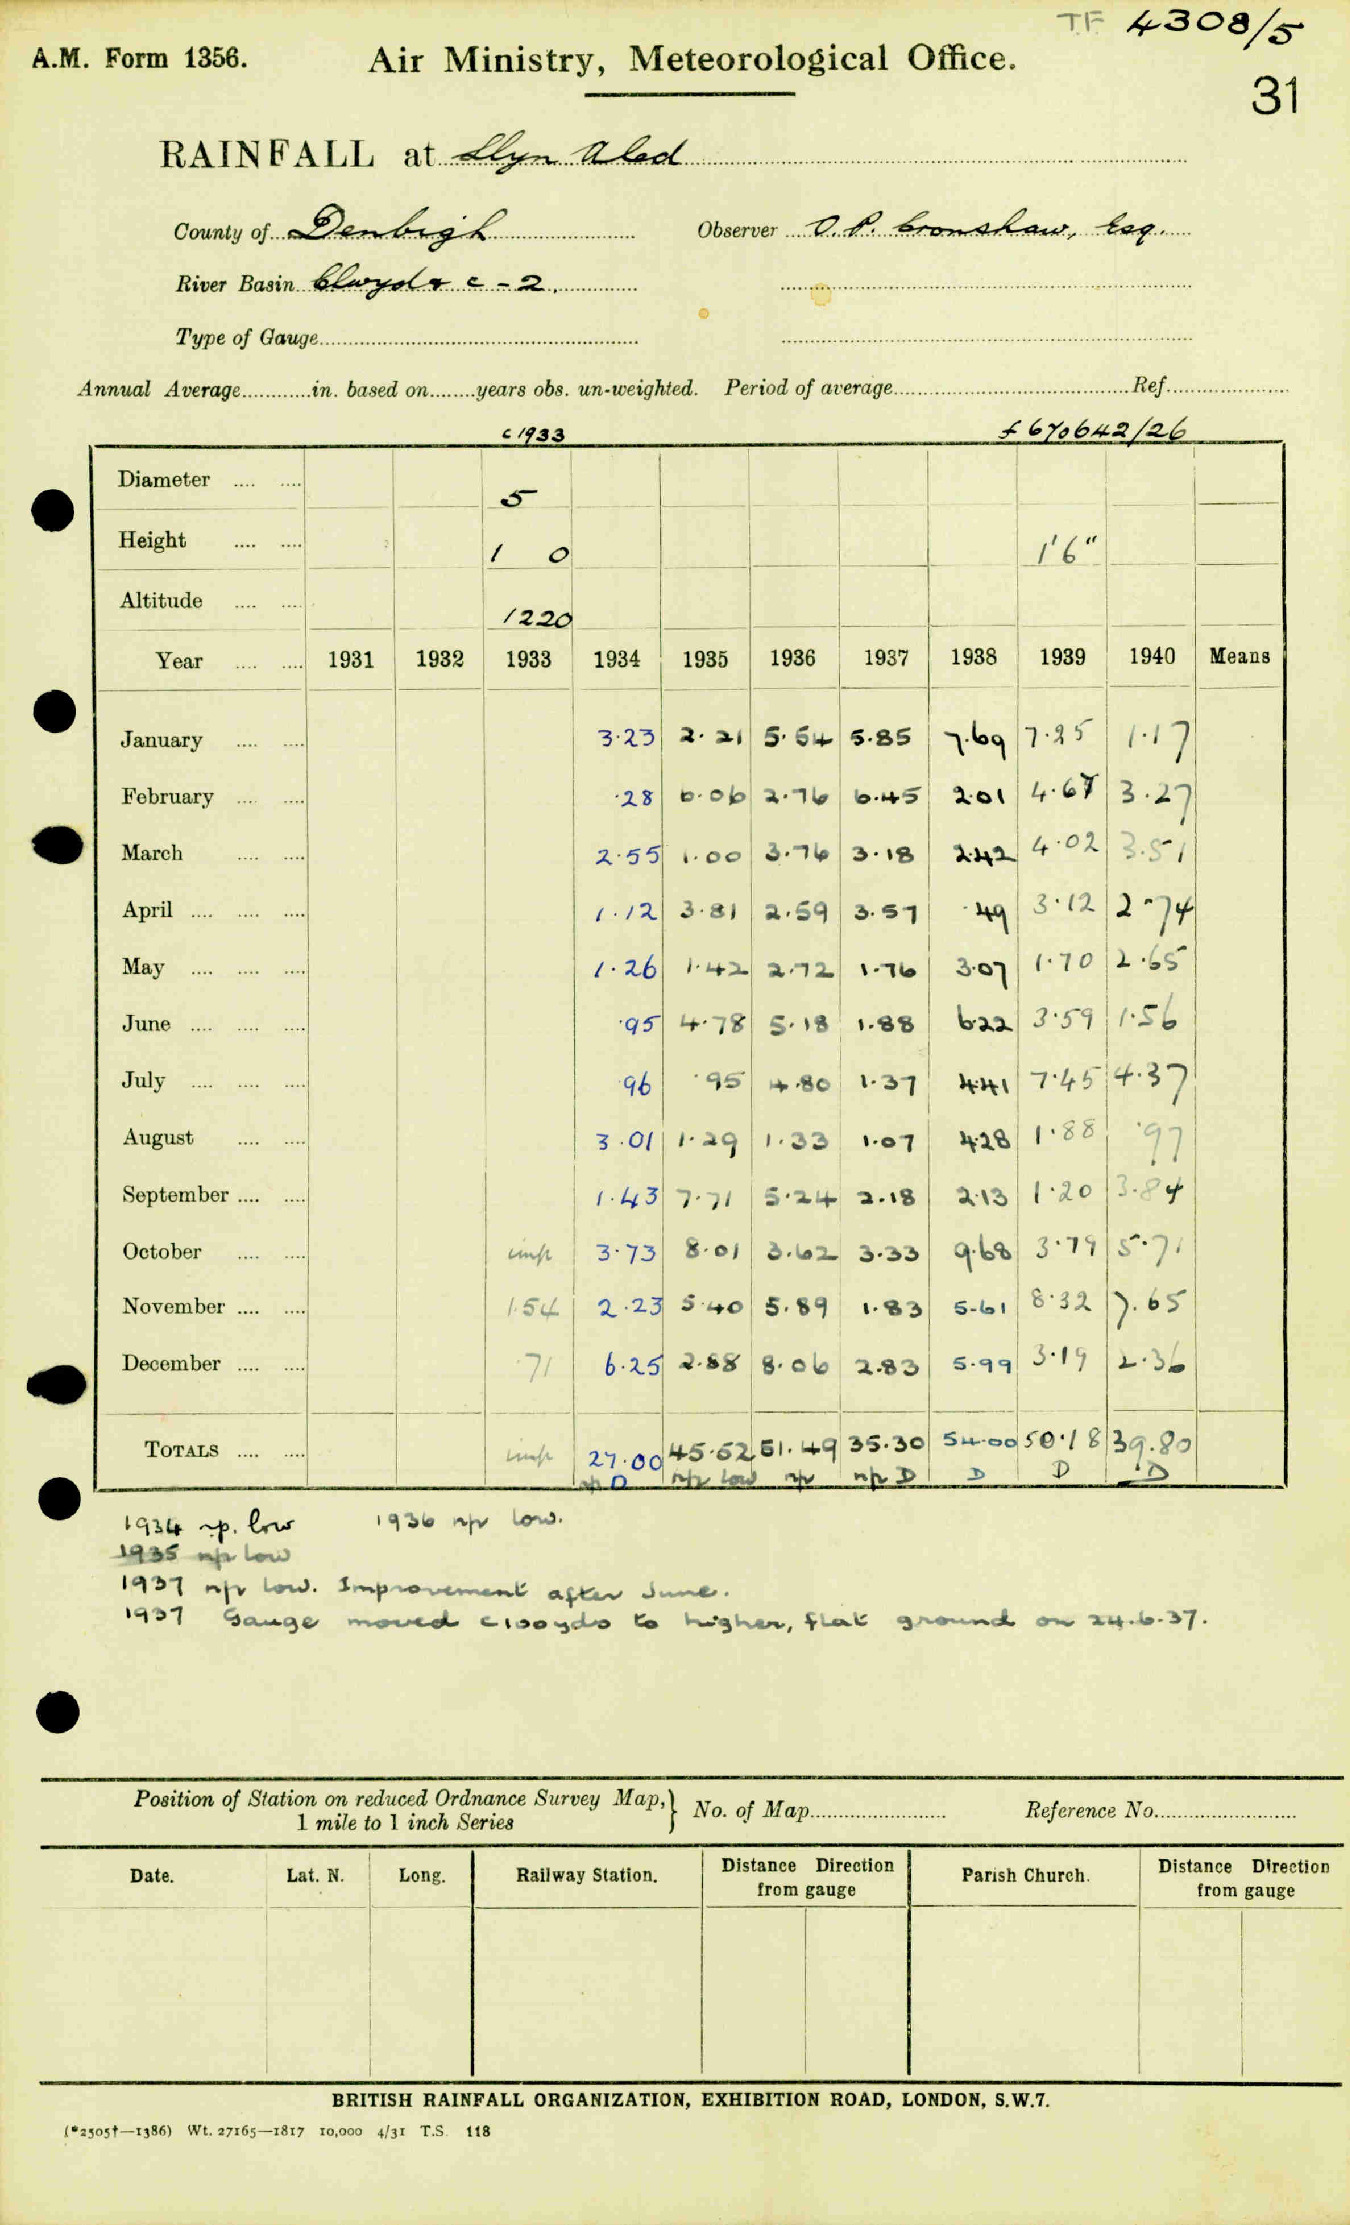 TF 4308/5
A.M. Form 1356. Air Ministry, Meteorological Office.
31
RAINFALL at Llyn Aled
County of Denbigh Observer O. P. Cronshaw, Esq.
River Basin Clwyd & c - 2.
Type of Gauge
Annual Average in. based on years obs. un-weighted. Period of average Ref
c 1933 £670642/26
Diameter 5
Height 1 0 1'6"
Altitude 1220
Year 1931 1932 1933 1934 1935 1936 1937 1938 1939 1940 Means
January 3·23 2·21 5·54 5·85 7·69 7·25 1·17
February ·28 6·06 2·76 6·45 2·01 4·67 3·27
March 2·55 1·00 3·76 3·18 2·42 4·02 3·51
April 1·12 3·81 2·59 3·57 ·49 3·12 2·74
May 1·26 1·42 2·72 1·76 3·07 1·70 2·65
June ·95 4·78 5·18 1·88 6·22 3·59 1·56
July ·96 ·95 4·80 1·37 4·41 7·45 4·37
August 3·01 1·29 1·33 1·07 4·28 1·88 ·97
September 1·43 7·71 5·24 2·18 2·13 1·20 3·84
October imp 3·73 8·01 3·62 3·33 9·68 3·79 5·71
November 1·54 2·23 5·40 5·89 1·83 5·61 8·32 7·65
December ·71 6·25 2·88 8·06 2·83 5·99 3·19 2·36
TOTALS imp 27·00 45·52 51·49 35·30 54·00 50·18 39·80
np D np low np np D D D D
1934 np. low 1936 np low.
1935 np low
1937 np low. Improvement after June.
1937 Gauge moved c100yds to higher, flat ground on 24.6.37.
Position of Station on reduced Ordnance Survey Map, 1 mile to 1 inch Series } No. of Map Reference No.
Date. Lat. N. Long. Railway Station. Distance Direction from gauge Parish Church. Distance Direction from gauge
BRITISH RAINFALL ORGANIZATION, EXHIBITION ROAD, LONDON, S.W.7.
(*2505†—1386) Wt. 27165—1817 10,000 4/31 T.S. 118